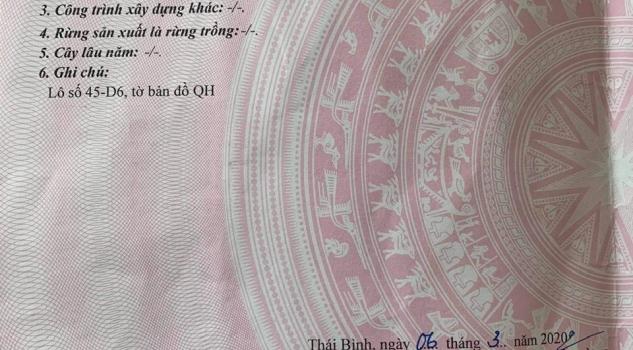 3. Công trình xây dựng khác: -/-.
4. Rừng sản xuất là rừng trồng: -/-.
5. Cây lâu năm: -/-.
6. Ghi chú:
Lô số 45-D6, tờ bản đồ QH
Thái Bình, ngày 06 tháng 3.. năm 2020